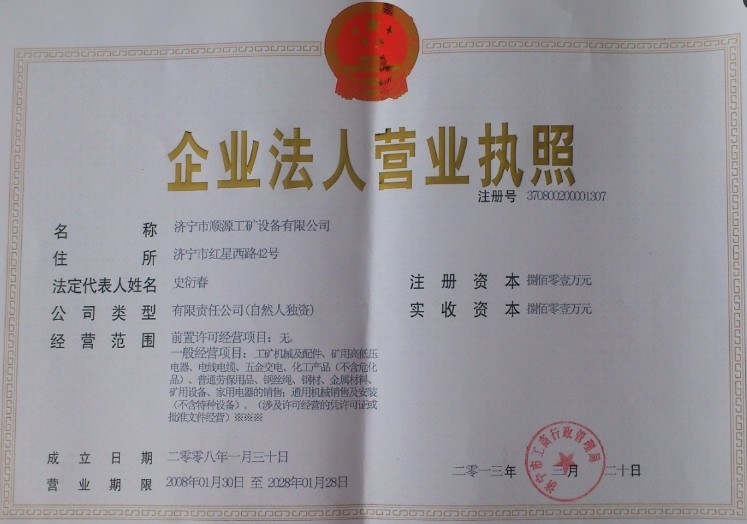 企业法人营业执照
注册号 370800200001307
名称 济宁市顺源工矿设备有限公司
住所 济宁市红星西路42号
法定代表人姓名 史衍春
注册资本 捌佰零壹万元
公司类型 有限责任公司(自然人独资)
实收资本 捌佰零壹万元
经营范围 前置许可经营项目：无。
一般经营项目：工矿机械及配件、矿用高低压
电器、电线电缆、五金交电、化工产品（不含危化
品）、普通劳保用品、钢丝绳、钢材、金属材料、
矿用设备、家用电器的销售；通用机械销售及安装
（不含特种设备）。（涉及许可经营的凭许可证或
批准文件经营）※※※
成立日期 二零零八年一月三十日
营业期限 2008年01月30日 至 2028年01月28日
济宁市工商行政管理局
二零一三年 三月 二十日